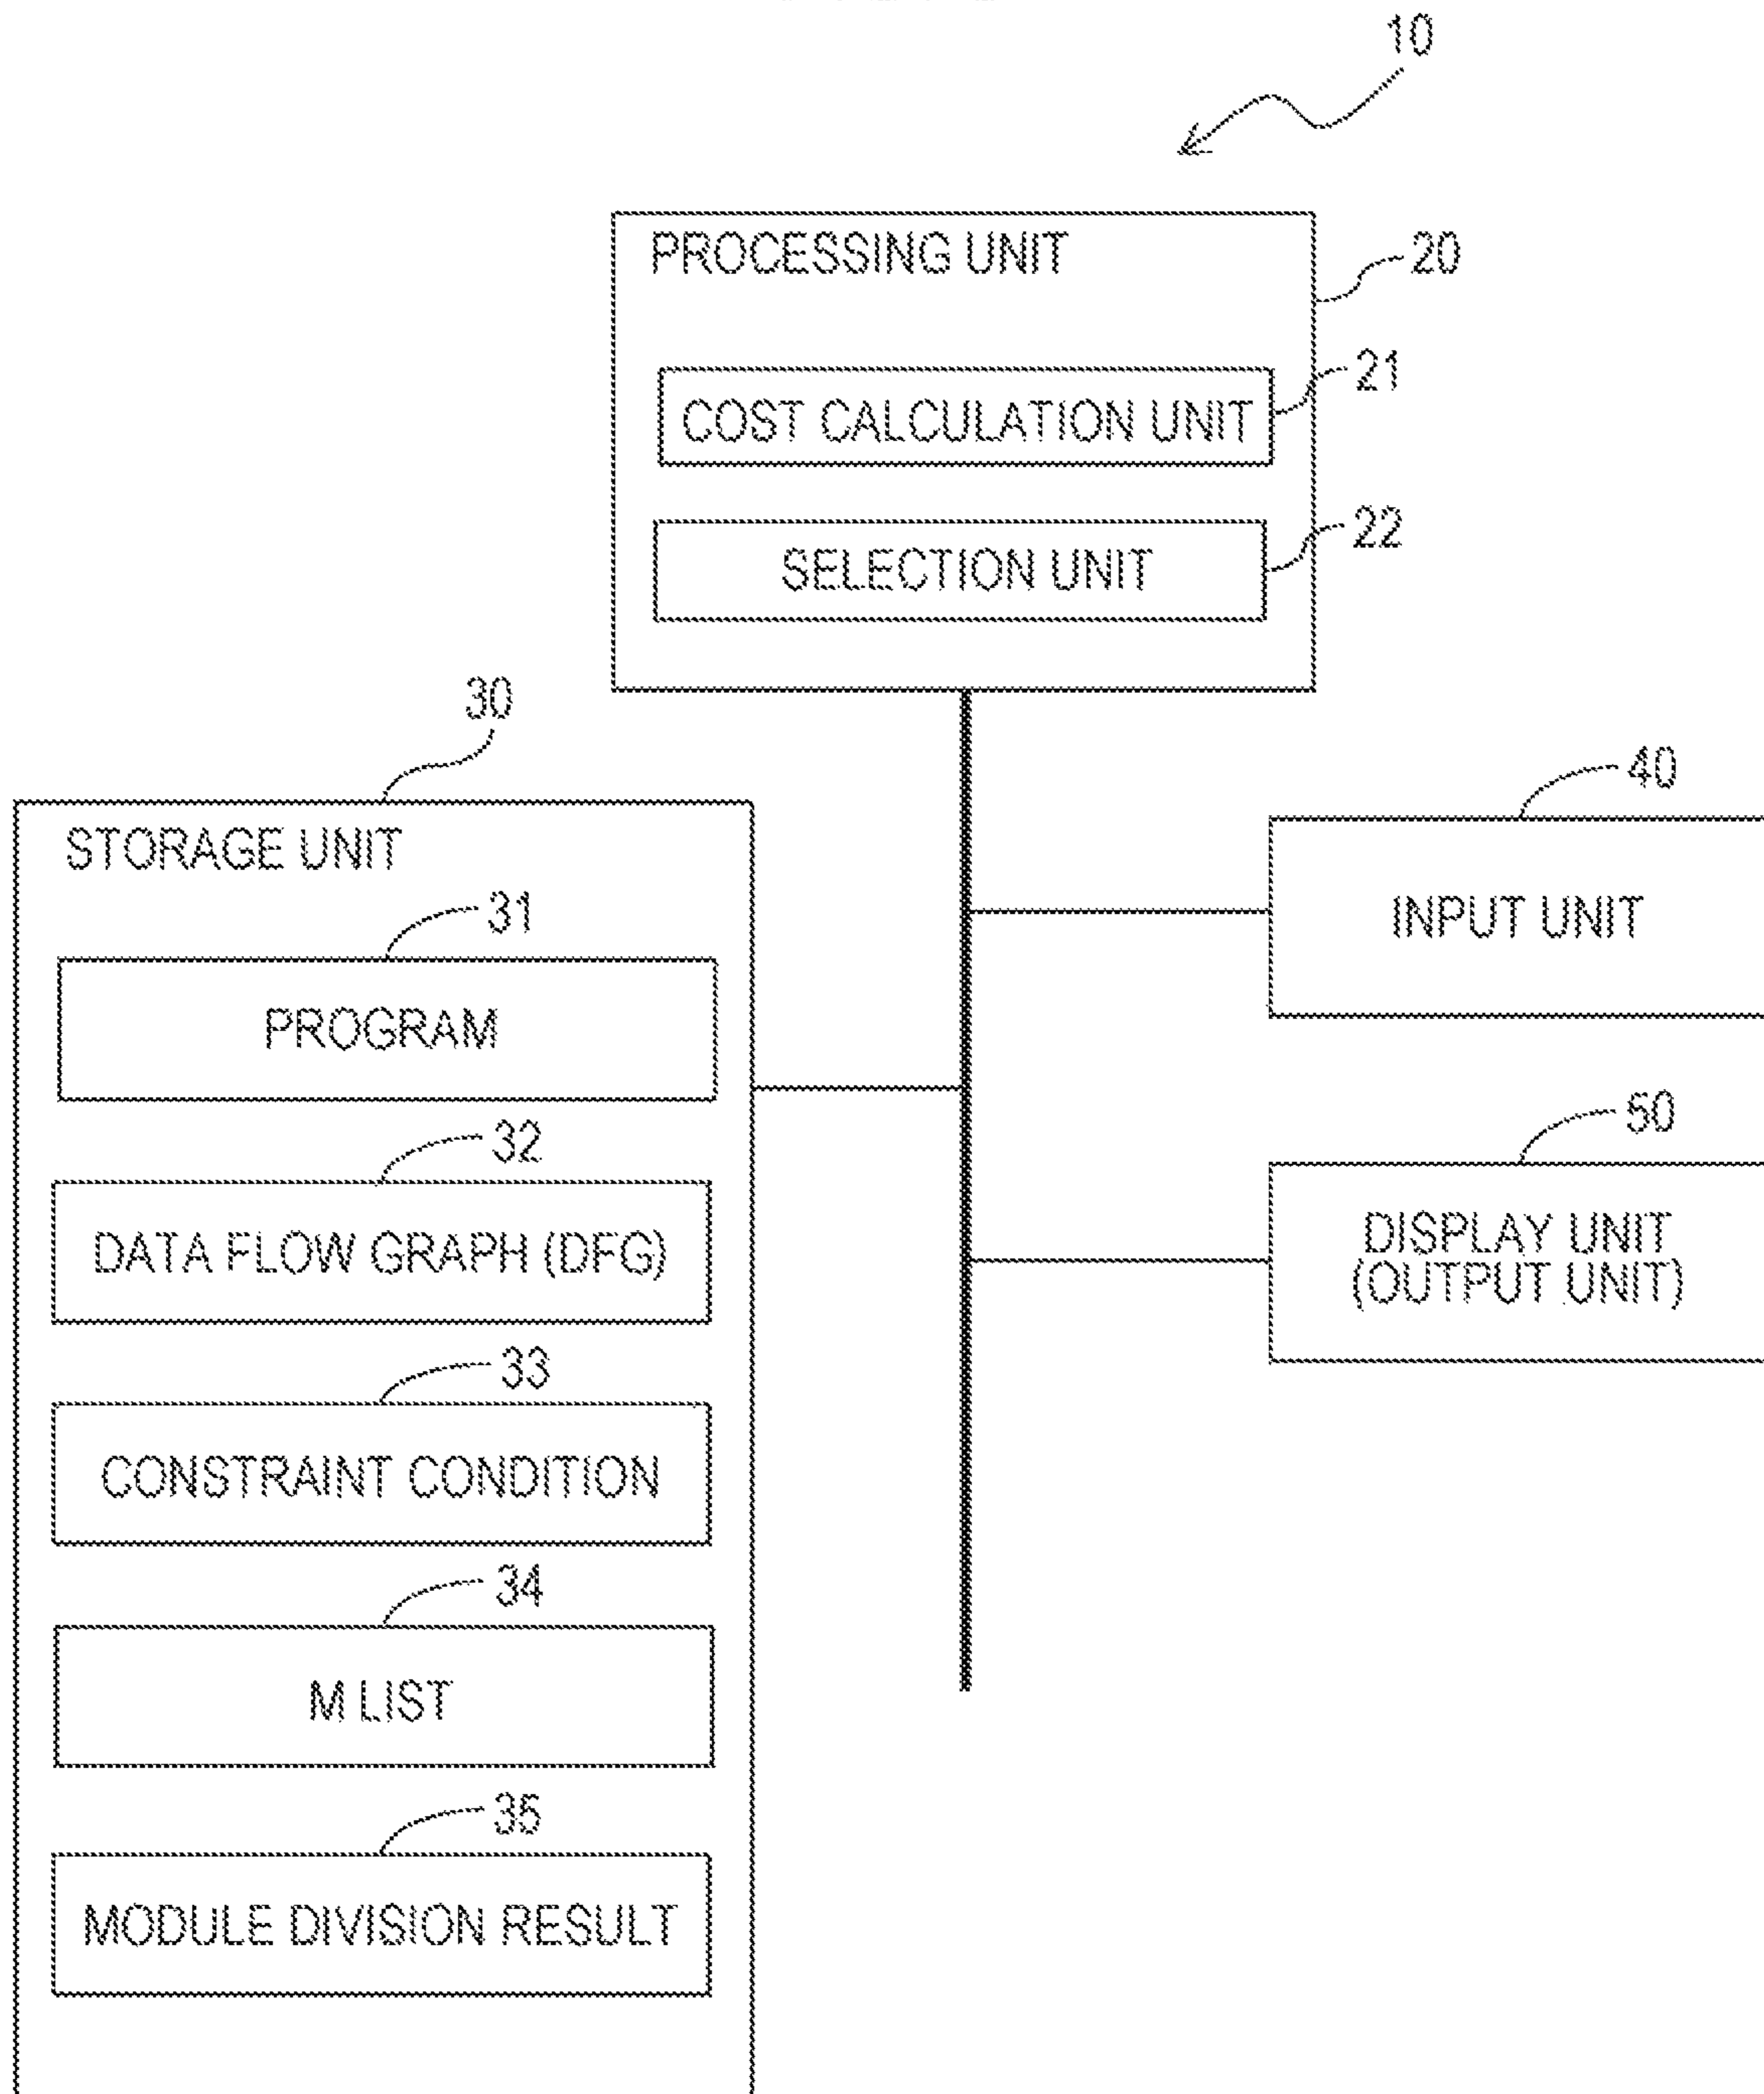 10
PROCESSING UNIT
20
COST CALCULATION UNIT
21
SELECTION UNIT
22
30
STORAGE UNIT
31
PROGRAM
32
DATA FLOW GRAPH (DFG)
33
CONSTRAINT CONDITION
34
M LIST
35
MODULE DIVISION RESULT
40
INPUT UNIT
50
DISPLAY UNIT
(OUTPUT UNIT)